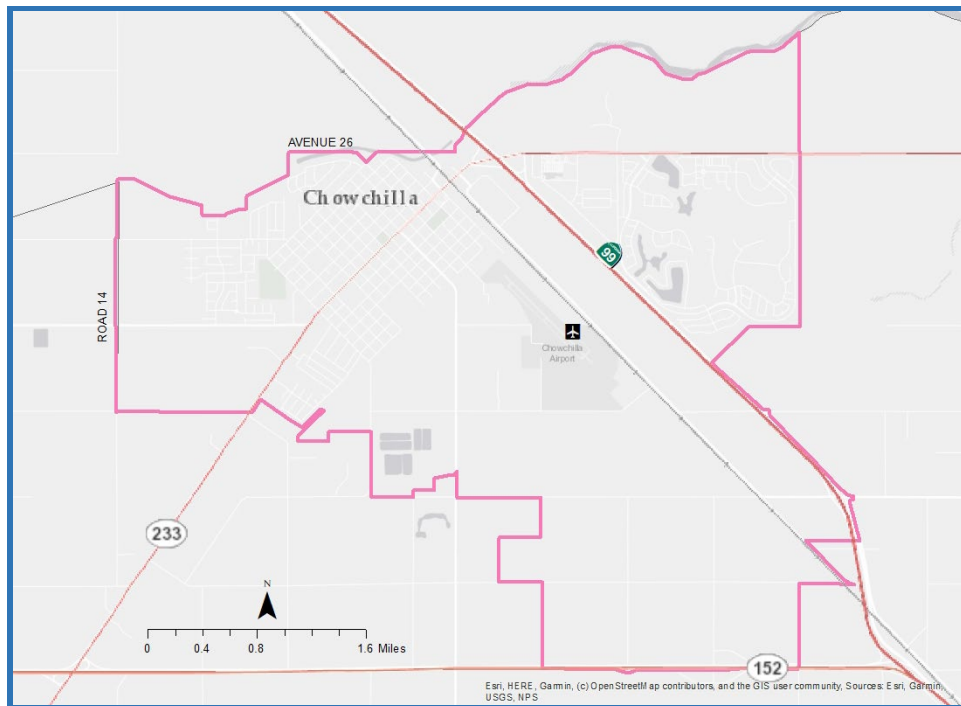 AVENUE 26
Chowchilla
99
ROAD 14
Chowchilla
Airport
233
N
0 0.4 0.8 1.6 Miles
152
Esri, HERE, Garmin, (c) OpenStreetMap contributors, and the GIS user community, Sources: Esri, Garmin,
USGS, NPS